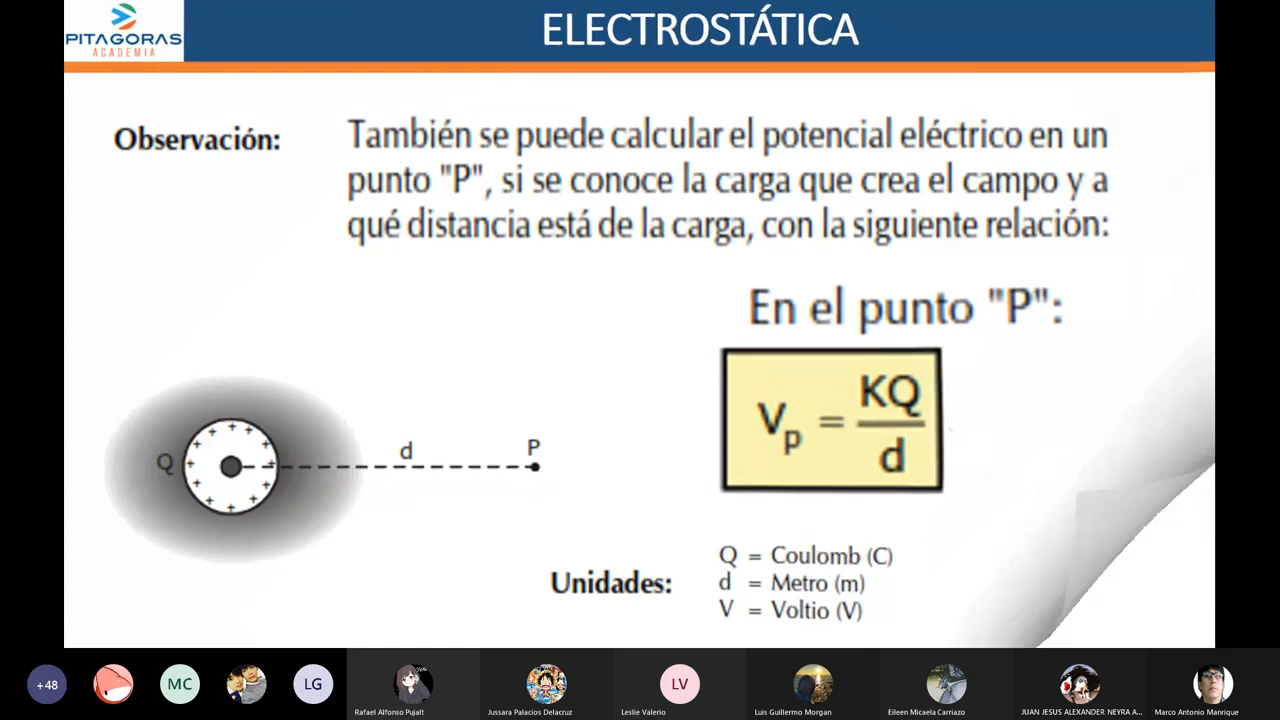 PITAGORAS
ACADEMIA
ELECTROSTÁTICA
Observación:
También se puede calcular el potencial eléctrico en un
punto "P", si se conoce la carga que crea el campo y a
qué distancia está de la carga, con la siguiente relación:
En el punto "P":
V_p = KQ/d
Q
d
P
Unidades:
Q = Coulomb (C)
d = Metro (m)
V = Voltio (V)
+48
MC
LG
LV
Rafael Alfonso Pujalt
Jussara Palacios Delacruz
Leslie Valerio
Luis Guillermo Morgan
Eileen Micaela Carriazo
JUAN JESUS ALEXANDER NEYRA A...
Marco Antonio Manrique